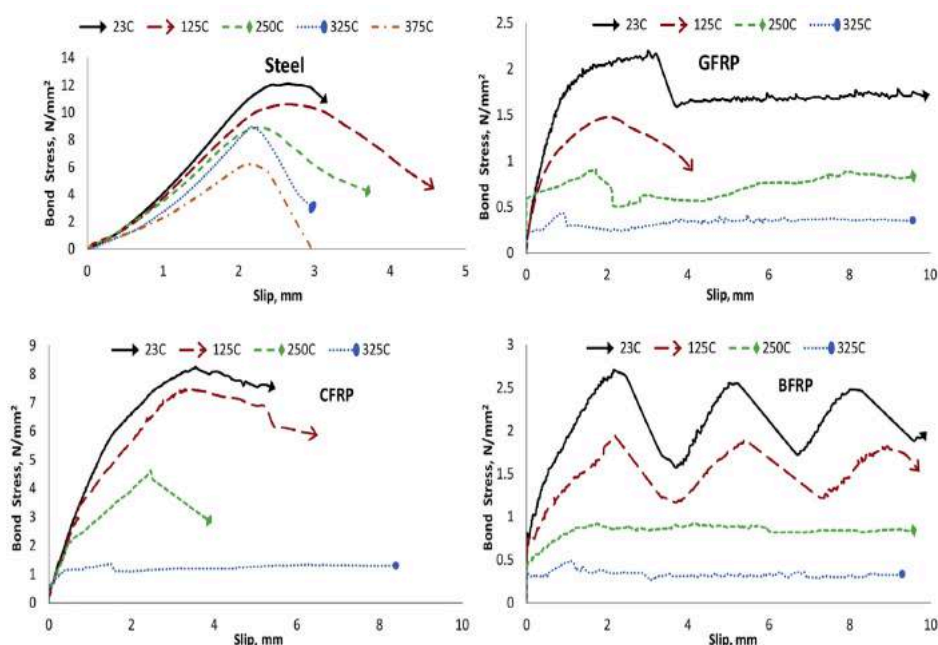 23C 125C 250C 325C 375C
Steel
Bond Stress, N/mm²
14
12
10
8
6
4
2
0
0 1 2 3 4 5
Slip, mm
23C 125C 250C 325C
GFRP
Bond Stress, N/mm²
2.5
2
1.5
1
0.5
0
0 2 4 6 8 10
Slip, mm
23C 125C 250C 325C
CFRP
Bond Stress, N/mm²
9
8
7
6
5
4
3
2
1
0
0 2 4 6 8 10
Slip, mm
23C 125C 250C 325C
BFRP
Bond Stress, N/mm²
3
2.5
2
1.5
1
0.5
0
0 2 4 6 8 10
Slip, mm